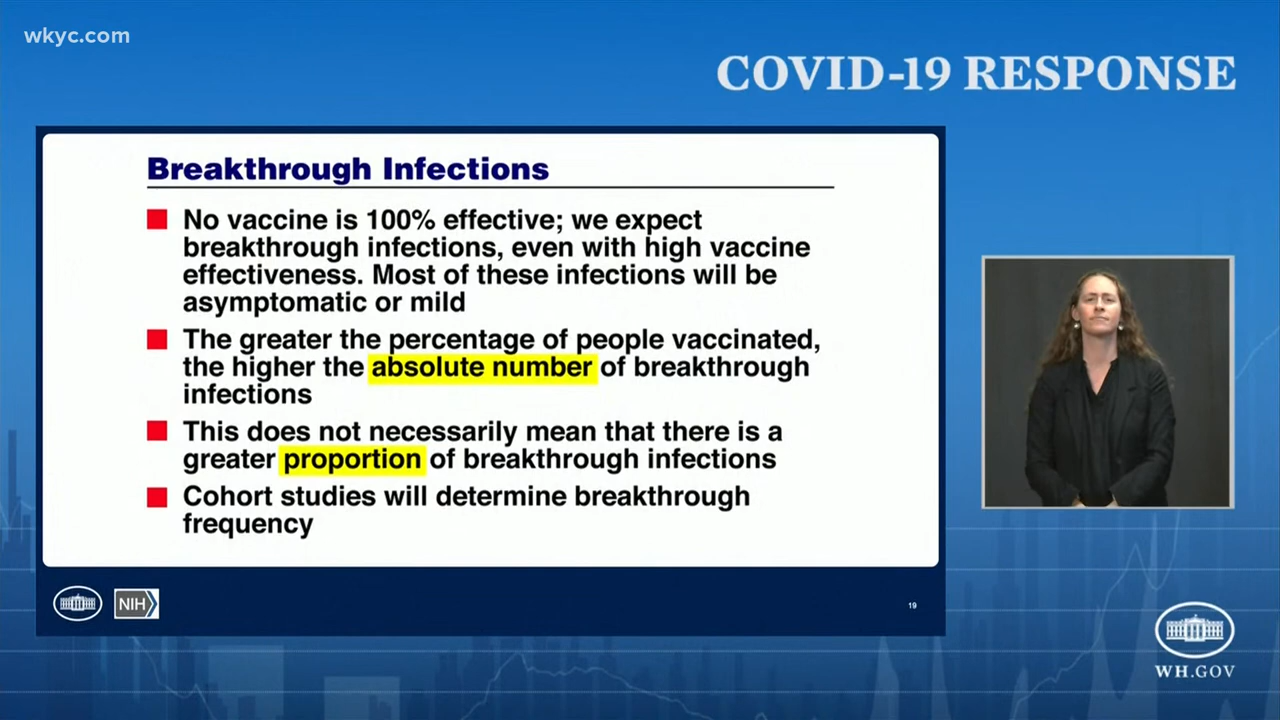 wkyc.com
COVID-19 RESPONSE
Breakthrough Infections
No vaccine is 100% effective; we expect
breakthrough infections, even with high vaccine
effectiveness. Most of these infections will be
asymptomatic or mild
The greater the percentage of people vaccinated,
the higher the absolute number of breakthrough
infections
This does not necessarily mean that there is a
greater proportion of breakthrough infections
Cohort studies will determine breakthrough
frequency
NIH
19
WH.GOV